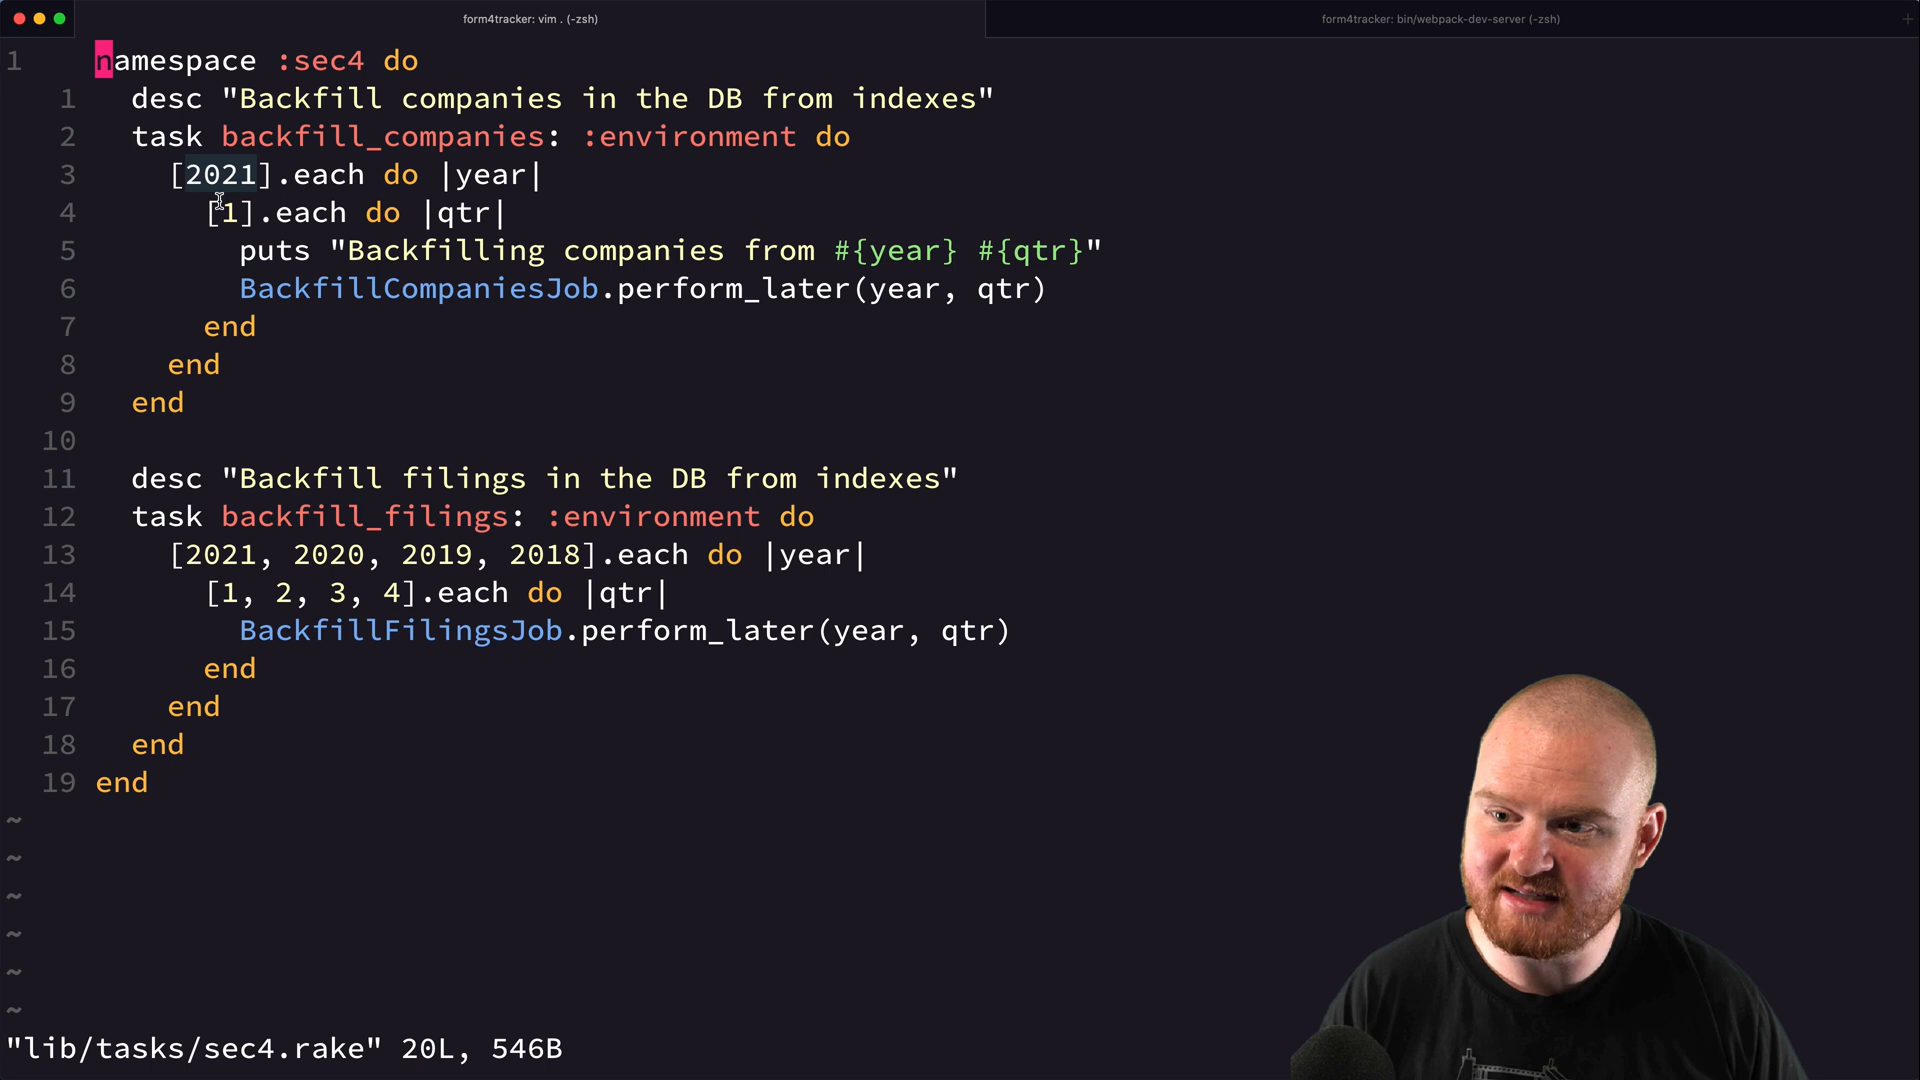 form4tracker: vim . (-zsh)
form4tracker: bin/webpack-dev-server (-zsh)
+
1 namespace :sec4 do
1 desc "Backfill companies in the DB from indexes"
2 task backfill_companies: :environment do
3 [2021].each do |year|
4 [1].each do |qtr|
5 puts "Backfilling companies from #{year} #{qtr}"
6 BackfillCompaniesJob.perform_later(year, qtr)
7 end
8 end
9 end
10
11 desc "Backfill filings in the DB from indexes"
12 task backfill_filings: :environment do
13 [2021, 2020, 2019, 2018].each do |year|
14 [1, 2, 3, 4].each do |qtr|
15 BackfillFilingsJob.perform_later(year, qtr)
16 end
17 end
18 end
19 end
~
~
~
~
~
~
"lib/tasks/sec4.rake" 20L, 546B